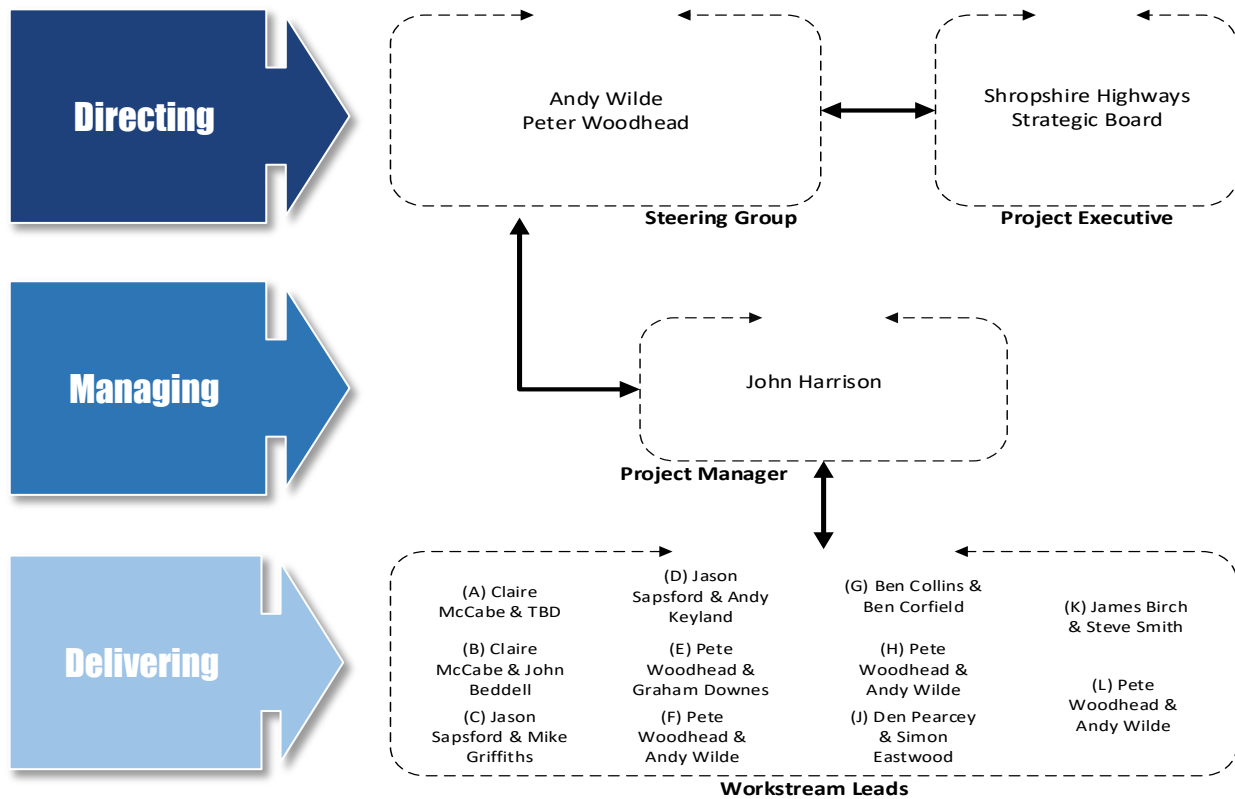 Directing
Andy Wilde
Peter Woodhead
Steering Group
Shropshire Highways
Strategic Board
Project Executive
Managing
John Harrison
Project Manager
Delivering
(A) Claire
McCabe & TBD
(B) Claire
McCabe & John
Beddell
(C) Jason
Sapsford & Mike
Griffiths
(D) Jason
Sapsford & Andy
Keyland
(E) Pete
Woodhead &
Graham Downes
(F) Pete
Woodhead &
Andy Wilde
(G) Ben Collins &
Ben Corfield
(H) Pete
Woodhead &
Andy Wilde
(J) Den Pearcey
& Simon
Eastwood
(K) James Birch
& Steve Smith
(L) Pete
Woodhead &
Andy Wilde
Workstream Leads